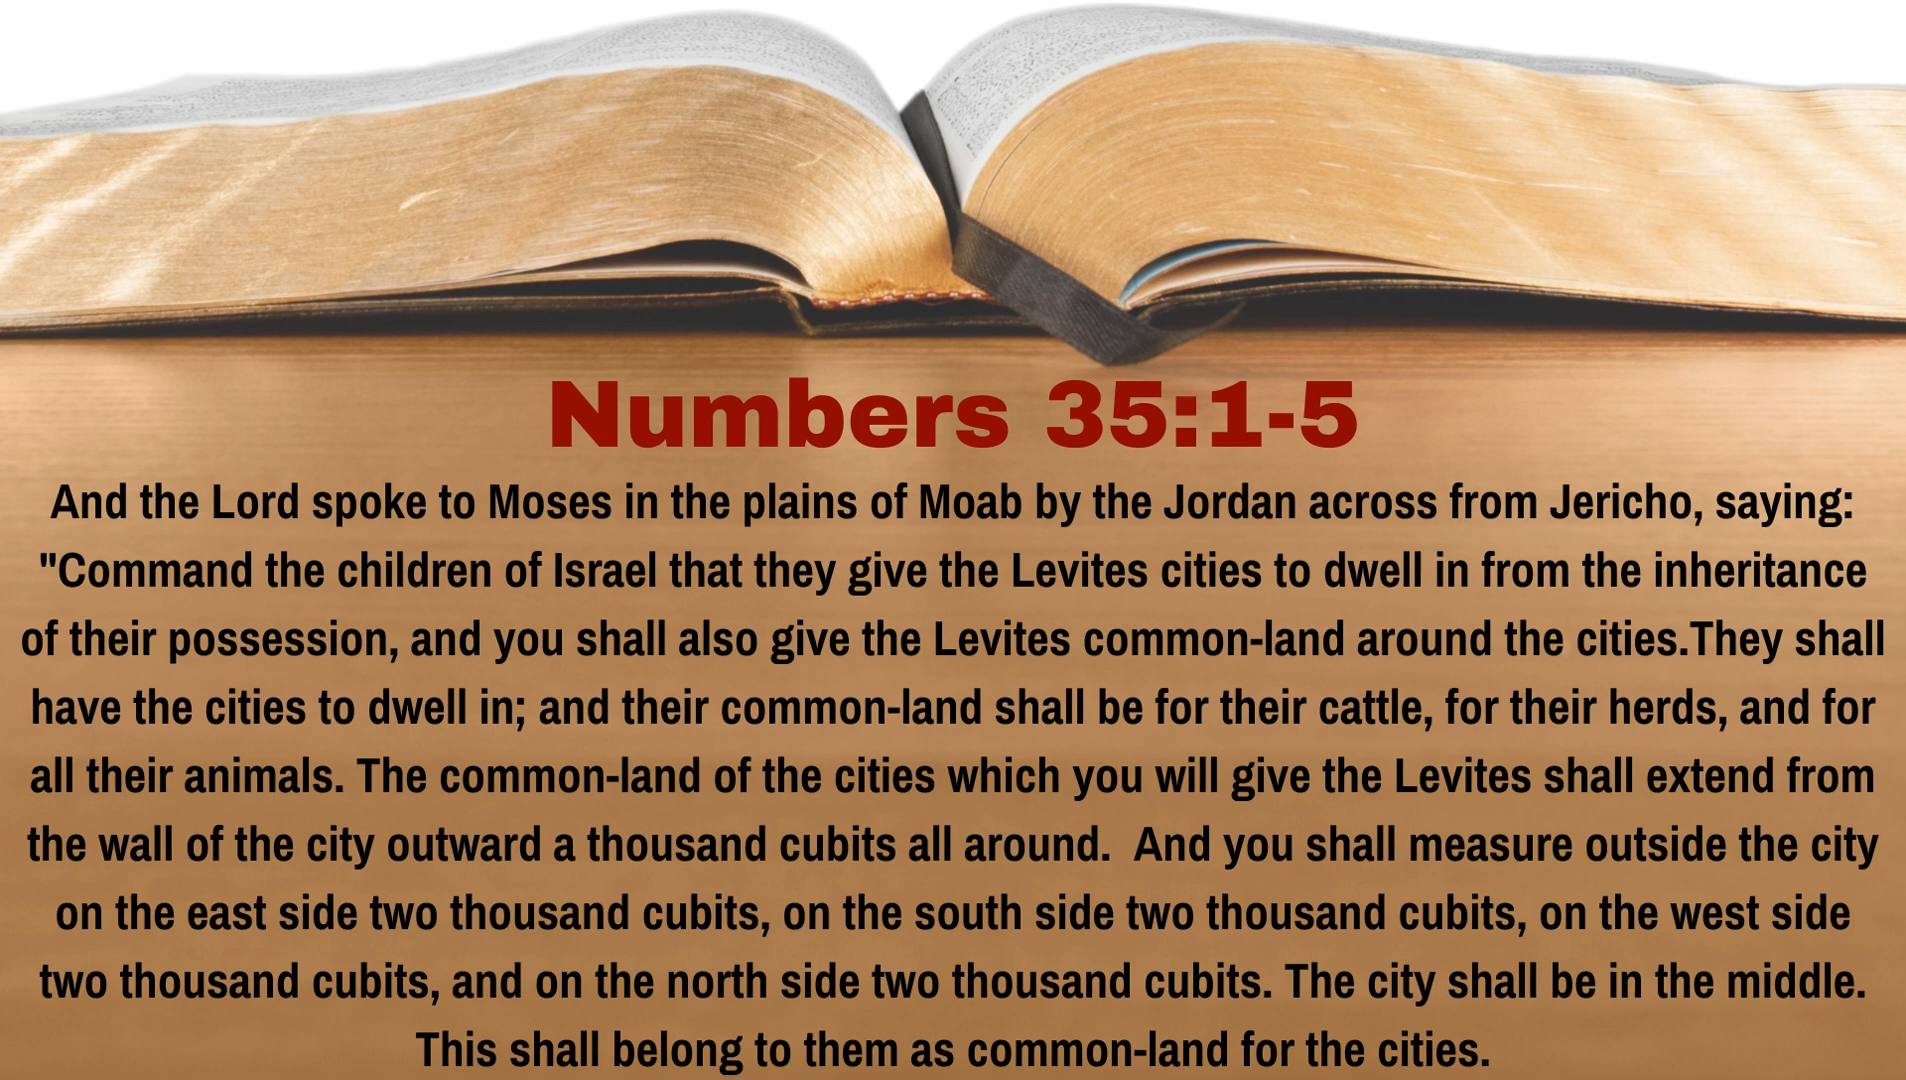 Numbers 35:1-5
And the Lord spoke to Moses in the plains of Moab by the Jordan across from Jericho, saying:
"Command the children of Israel that they give the Levites cities to dwell in from the inheritance
of their possession, and you shall also give the Levites common-land around the cities.They shall
have the cities to dwell in; and their common-land shall be for their cattle, for their herds, and for
all their animals. The common-land of the cities which you will give the Levites shall extend from
the wall of the city outward a thousand cubits all around.  And you shall measure outside the city
on the east side two thousand cubits, on the south side two thousand cubits, on the west side
two thousand cubits, and on the north side two thousand cubits. The city shall be in the middle.
This shall belong to them as common-land for the cities.